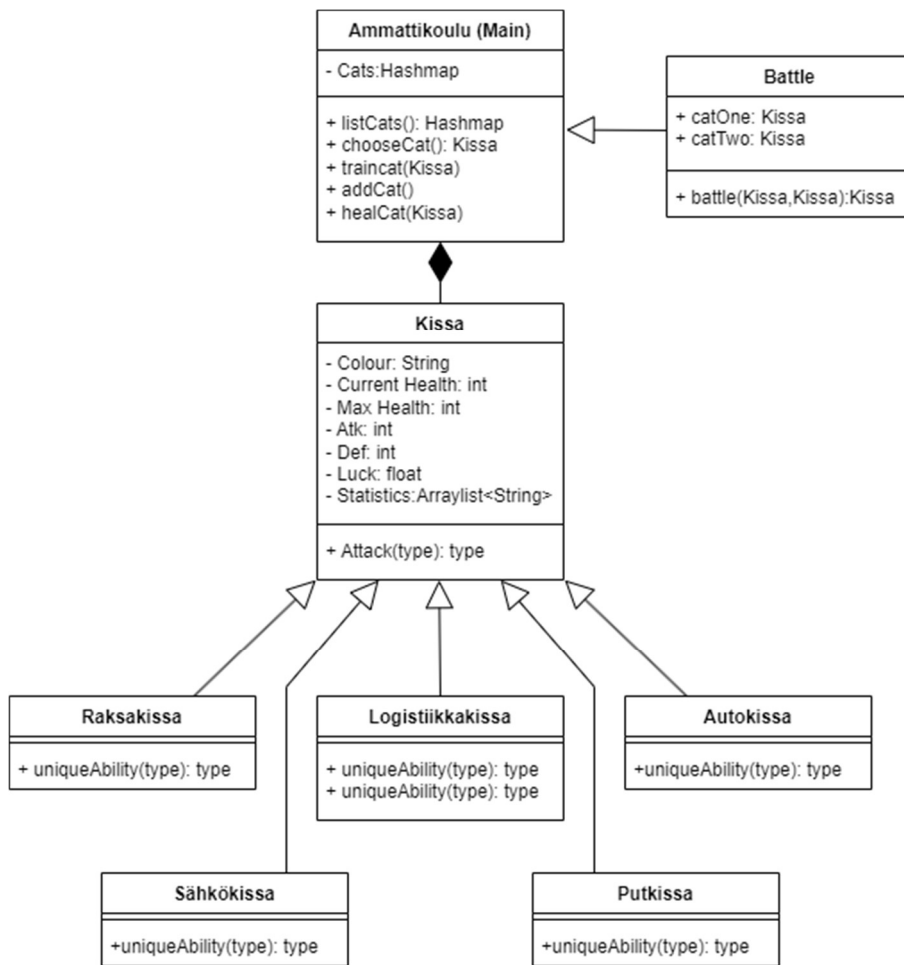 Ammattikoulu (Main)
- Cats:Hashmap
+ listCats(): Hashmap
+ chooseCat(): Kissa
+ traincat(Kissa)
+ addCat()
+ healCat(Kissa)
Battle
+ catOne: Kissa
+ catTwo: Kissa
+ battle(Kissa,Kissa):Kissa
Kissa
- Colour: String
- Current Health: int
- Max Health: int
- Atk: int
- Def: int
- Luck: float
- Statistics:Arraylist<String>
+ Attack(type): type
Raksakissa
+ uniqueAbility(type): type
Logistiikkakissa
+ uniqueAbility(type): type
+ uniqueAbility(type): type
Autokissa
+uniqueAbility(type): type
Sähkökissa
+uniqueAbility(type): type
Putkissa
+uniqueAbility(type): type